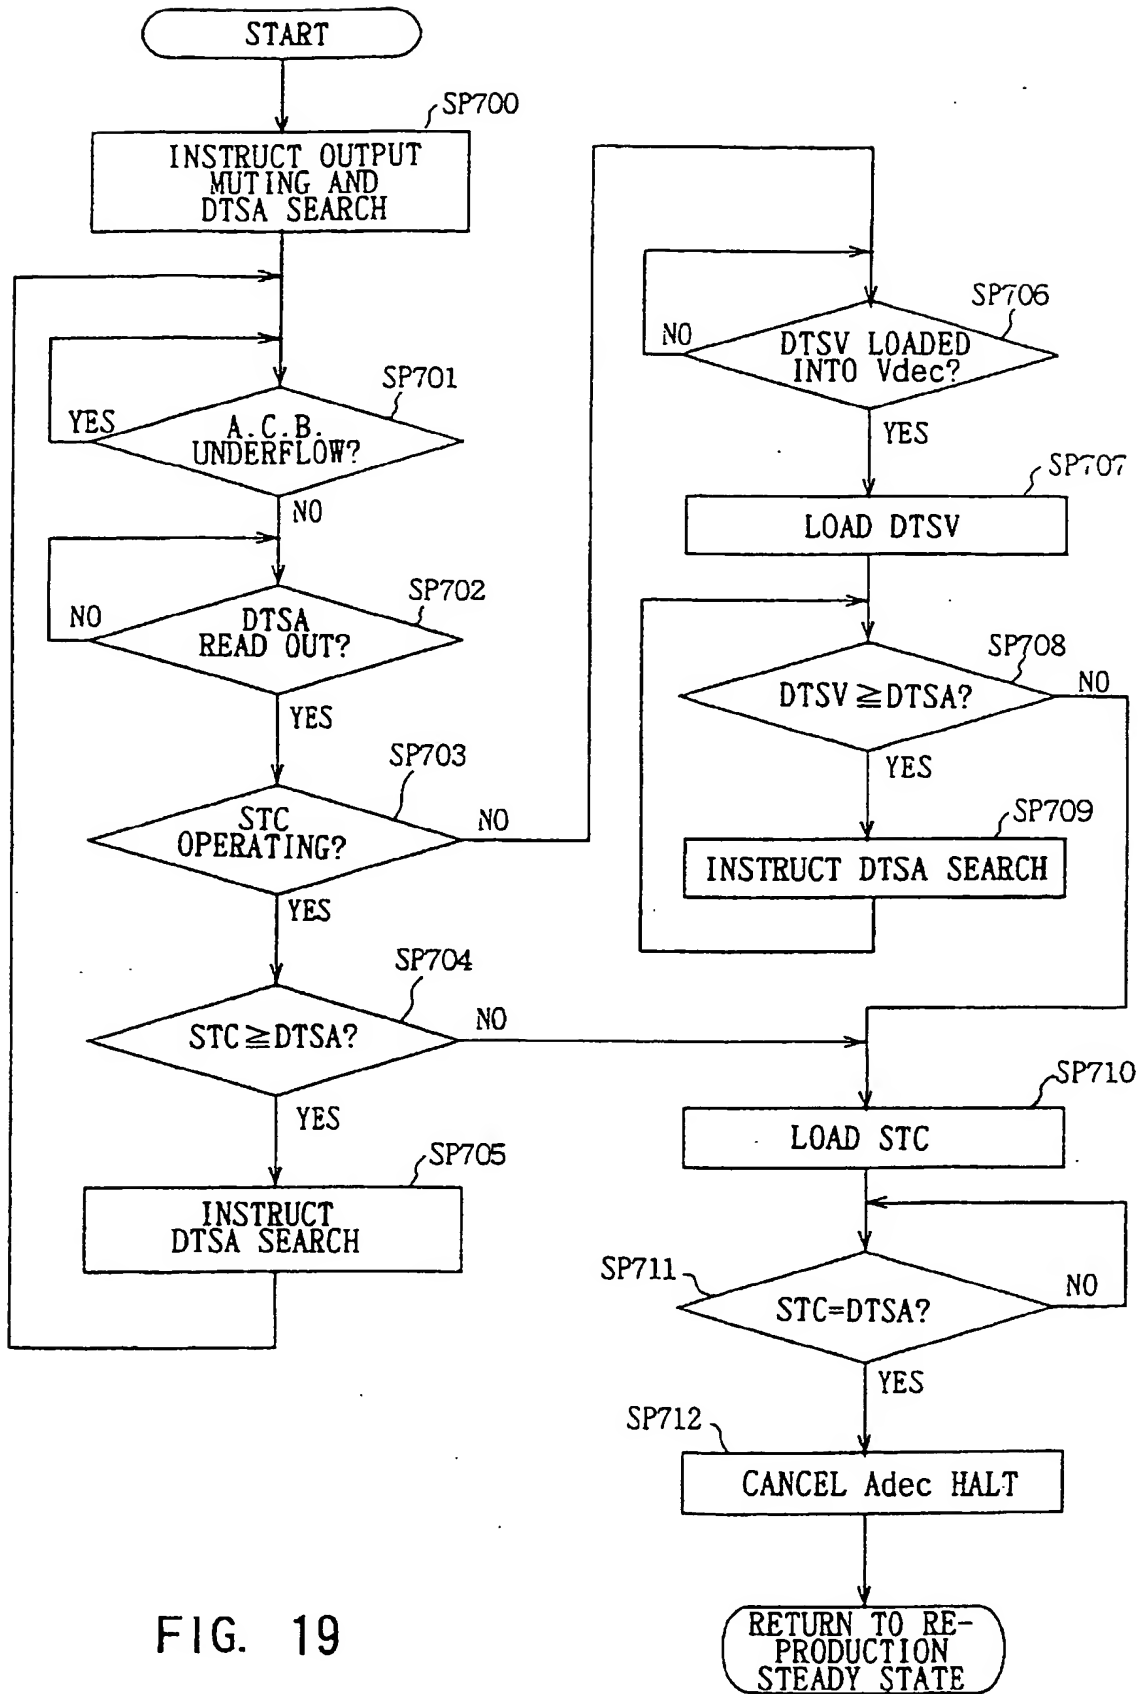 START
SP700
INSTRUCT OUTPUT
MUTING AND
DTSA SEARCH
SP701
YES
A.C.B.
UNDERFLOW?
NO
SP702
NO
DTSA
READ OUT?
YES
SP703
STC
OPERATING?
NO
YES
SP704
STC≧DTSA?
NO
YES
SP705
INSTRUCT
DTSA SEARCH
SP706
NO
DTSV LOADED
INTO Vdec?
YES
SP707
LOAD DTSV
SP708
DTSV≧DTSA?
NO
YES
SP709
INSTRUCT DTSA SEARCH
SP710
LOAD STC
SP711
STC=DTSA?
NO
YES
SP712
CANCEL Adec HALT
RETURN TO RE-
PRODUCTION
STEADY STATE
FIG. 19